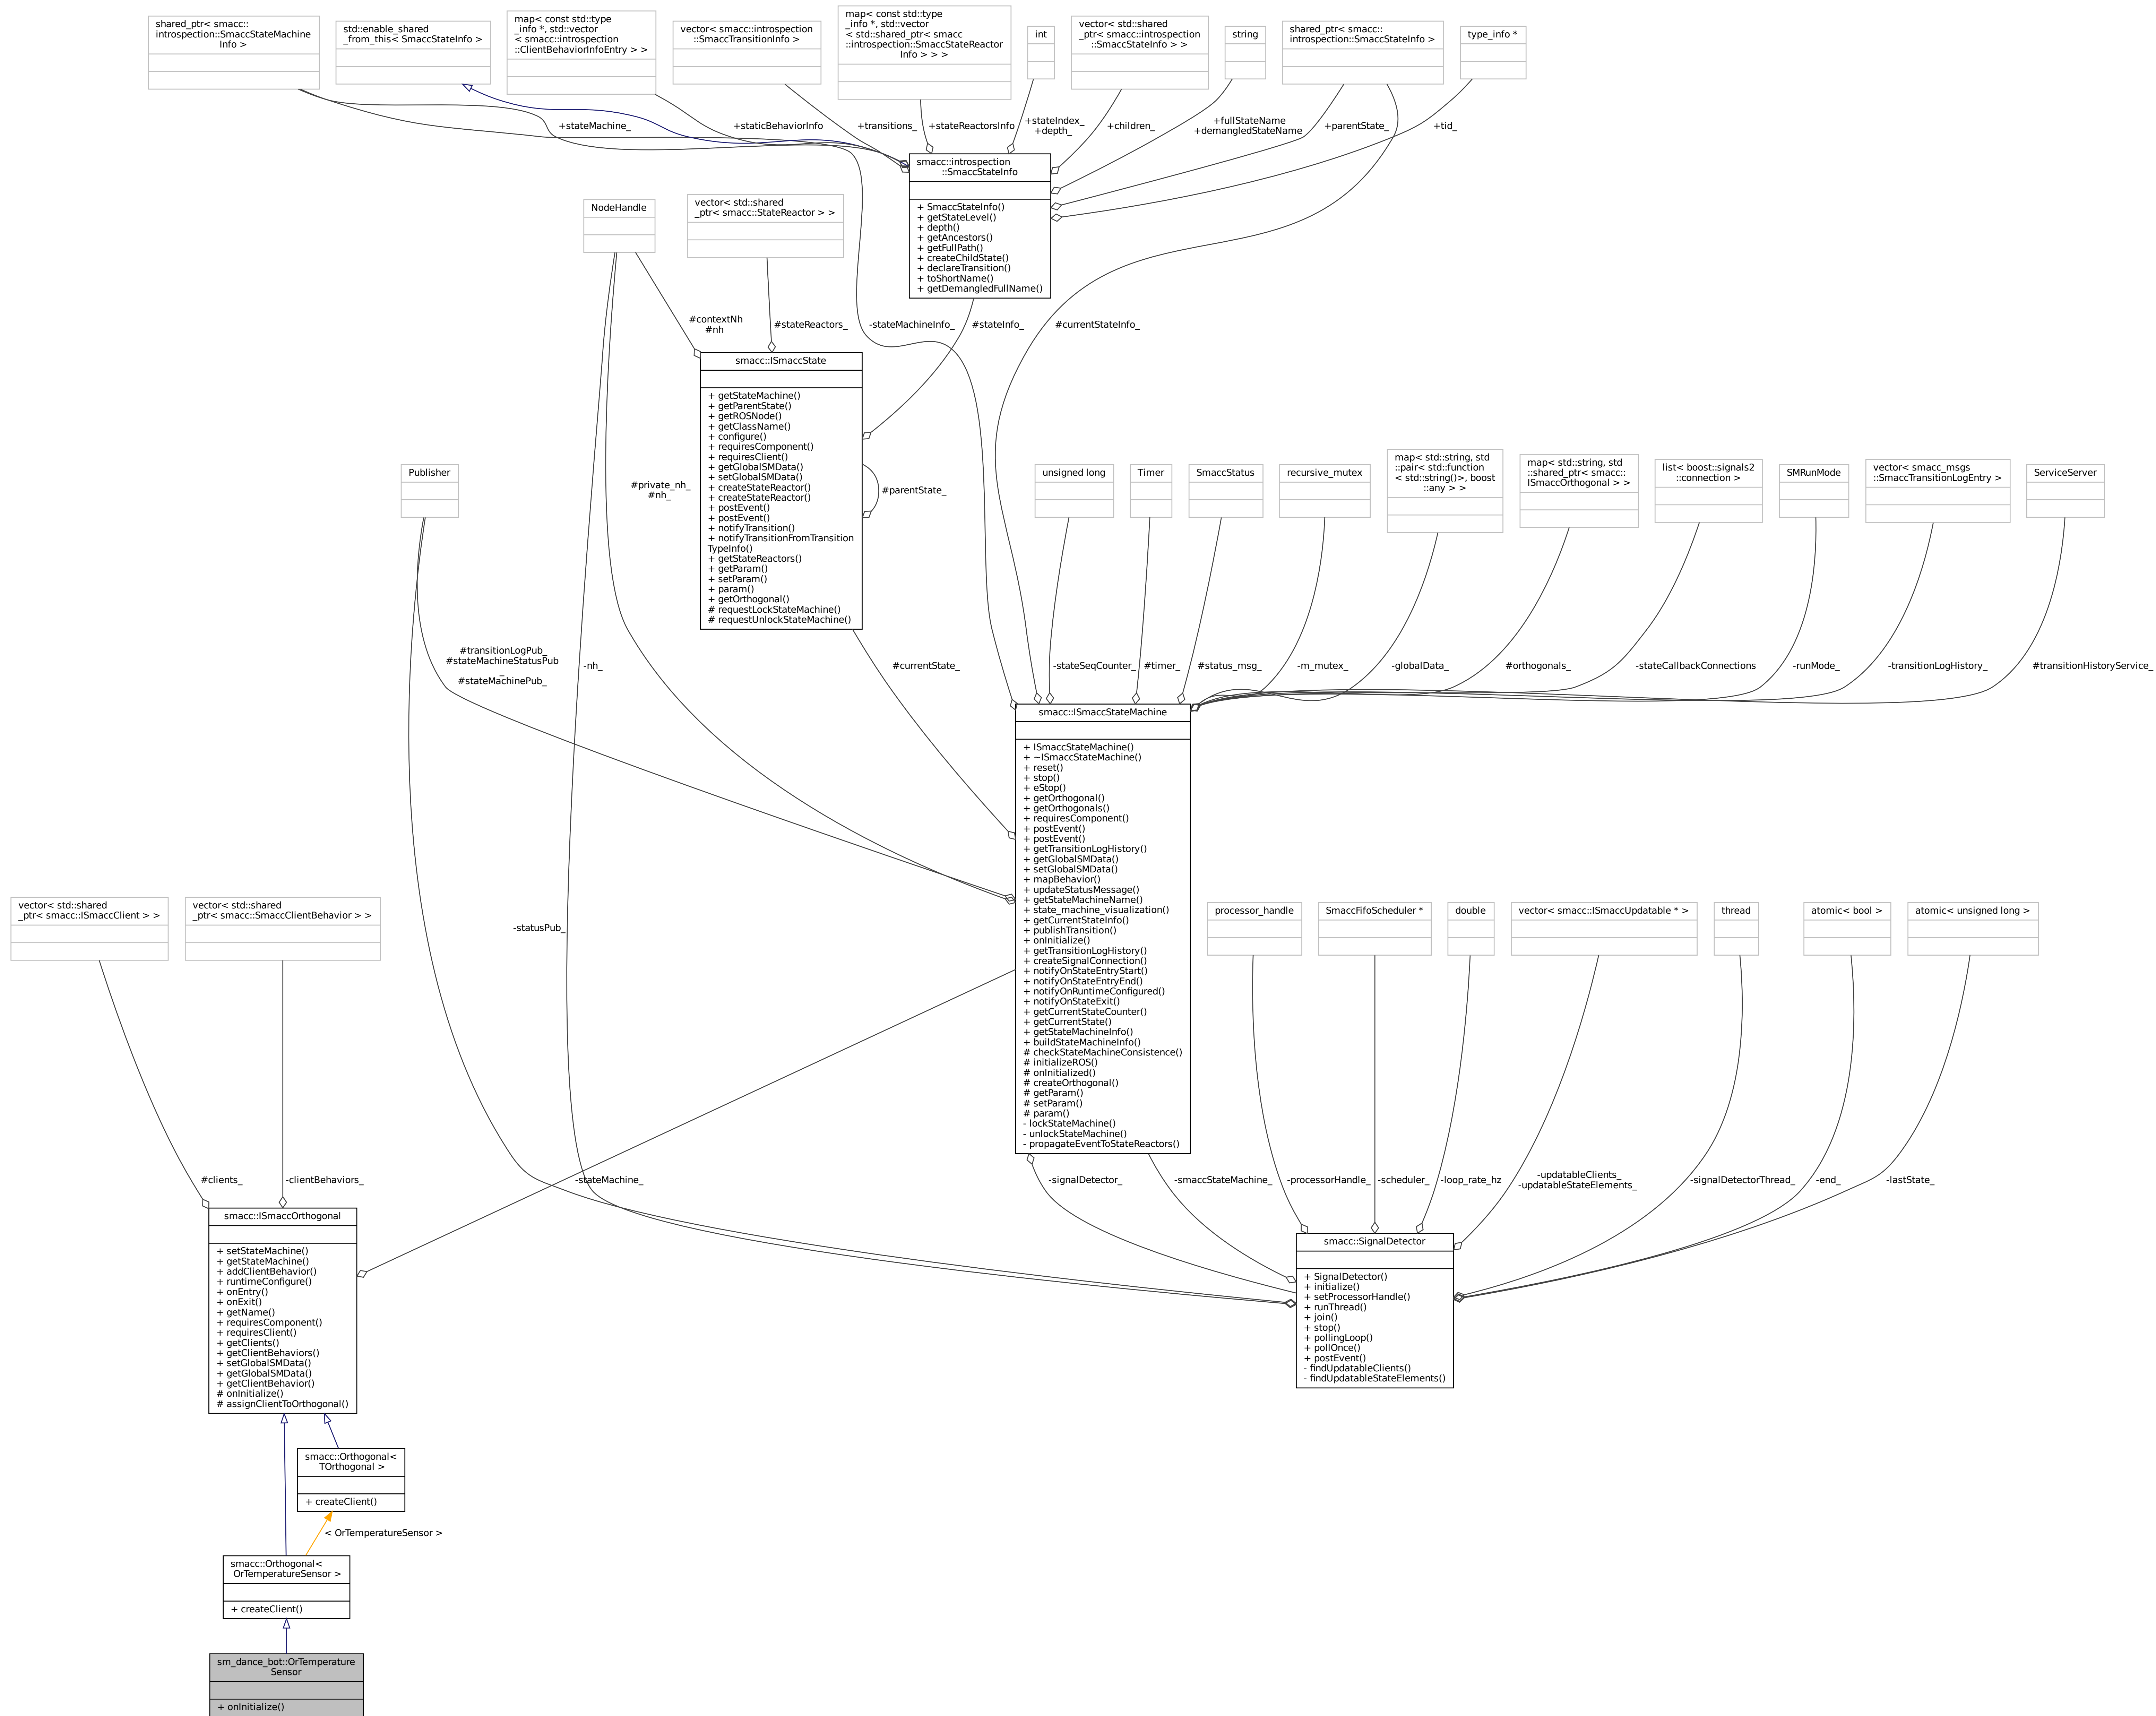 shared_ptr< smacc::
introspection::SmaccStateMachine
Info >
std::enable_shared
_from_this< SmaccStateInfo >
map< const std::type
_info *, std::vector
< smacc::introspection
::ClientBehaviorInfoEntry > >
vector< smacc::introspection
::SmaccTransitionInfo >
map< const std::type
_info *, std::vector
< std::shared_ptr< smacc
::introspection::SmaccStateReactor
Info > > >
int
vector< std::shared
_ptr< smacc::introspection
::SmaccStateInfo > >
string
shared_ptr< smacc::
introspection::SmaccStateInfo >
type_info *
+stateMachine_
+staticBehaviorInfo
+transitions_
+stateReactorsInfo
+stateIndex_
+depth_
+children_
+fullStateName
+demangledStateName
+parentState_
+tid_
smacc::introspection
::SmaccStateInfo
+ SmaccStateInfo()
+ getStateLevel()
+ depth()
+ getAncestors()
+ getFullPath()
+ createChildState()
+ declareTransition()
+ toShortName()
+ getDemangledFullName()
NodeHandle
vector< std::shared
_ptr< smacc::StateReactor > >
#contextNh
#nh
#stateReactors_
-stateMachineInfo_
#stateInfo_
#currentStateInfo_
smacc::ISmaccState
+ getStateMachine()
+ getParentState()
+ getROSNode()
+ getClassName()
+ configure()
+ requiresComponent()
+ requiresClient()
+ getGlobalSMData()
+ setGlobalSMData()
+ createStateReactor()
+ createStateReactor()
+ postEvent()
+ postEvent()
+ notifyTransition()
+ notifyTransitionFromTransition
TypeInfo()
+ getStateReactors()
+ getParam()
+ setParam()
+ param()
+ getOrthogonal()
# requestLockStateMachine()
# requestUnlockStateMachine()
#parentState_
Publisher
#private_nh_
#nh_
unsigned long
Timer
SmaccStatus
recursive_mutex
map< std::string, std
::pair< std::function
< std::string()>, boost
::any > >
map< std::string, std
::shared_ptr< smacc::
ISmaccOrthogonal > >
list< boost::signals2
::connection >
SMRunMode
vector< smacc_msgs
::SmaccTransitionLogEntry >
ServiceServer
#transitionLogPub_
#stateMachineStatusPub
_
#stateMachinePub_
-nh_
#currentState_
-stateSeqCounter_
#timer_
#status_msg_
-m_mutex_
-globalData_
#orthogonals_
-stateCallbackConnections
-runMode_
-transitionLogHistory_
#transitionHistoryService_
smacc::ISmaccStateMachine
+ ISmaccStateMachine()
+ ~ISmaccStateMachine()
+ reset()
+ stop()
+ eStop()
+ getOrthogonal()
+ getOrthogonals()
+ requiresComponent()
+ postEvent()
+ postEvent()
+ getTransitionLogHistory()
+ getGlobalSMData()
+ setGlobalSMData()
+ mapBehavior()
+ updateStatusMessage()
+ getStateMachineName()
+ state_machine_visualization()
+ getCurrentStateInfo()
+ publishTransition()
+ onInitialize()
+ getTransitionLogHistory()
+ createSignalConnection()
+ notifyOnStateEntryStart()
+ notifyOnStateEntryEnd()
+ notifyOnRuntimeConfigured()
+ notifyOnStateExit()
+ getCurrentStateCounter()
+ getCurrentState()
+ getStateMachineInfo()
+ buildStateMachineInfo()
# checkStateMachineConsistence()
# initializeROS()
# onInitialized()
# createOrthogonal()
# getParam()
# setParam()
# param()
- lockStateMachine()
- unlockStateMachine()
- propagateEventToStateReactors()
vector< std::shared
_ptr< smacc::ISmaccClient > >
vector< std::shared
_ptr< smacc::SmaccClientBehavior > >
-statusPub_
processor_handle
SmaccFifoScheduler *
double
vector< smacc::ISmaccUpdatable * >
thread
atomic< bool >
atomic< unsigned long >
#clients_
-clientBehaviors_
-stateMachine_
-signalDetector_
-smaccStateMachine_
-processorHandle_
-scheduler_
-loop_rate_hz
-updatableClients_
-updatableStateElements_
-signalDetectorThread_
-end_
-lastState_
smacc::ISmaccOrthogonal
+ setStateMachine()
+ getStateMachine()
+ addClientBehavior()
+ runtimeConfigure()
+ onEntry()
+ onExit()
+ getName()
+ requiresComponent()
+ requiresClient()
+ getClients()
+ getClientBehaviors()
+ setGlobalSMData()
+ getGlobalSMData()
+ getClientBehavior()
# onInitialize()
# assignClientToOrthogonal()
smacc::SignalDetector
+ SignalDetector()
+ initialize()
+ setProcessorHandle()
+ runThread()
+ join()
+ stop()
+ pollingLoop()
+ pollOnce()
+ postEvent()
- findUpdatableClients()
- findUpdatableStateElements()
smacc::Orthogonal<
TOrthogonal >
+ createClient()
< OrTemperatureSensor >
smacc::Orthogonal<
OrTemperatureSensor >
+ createClient()
sm_dance_bot::OrTemperature
Sensor
+ onInitialize()